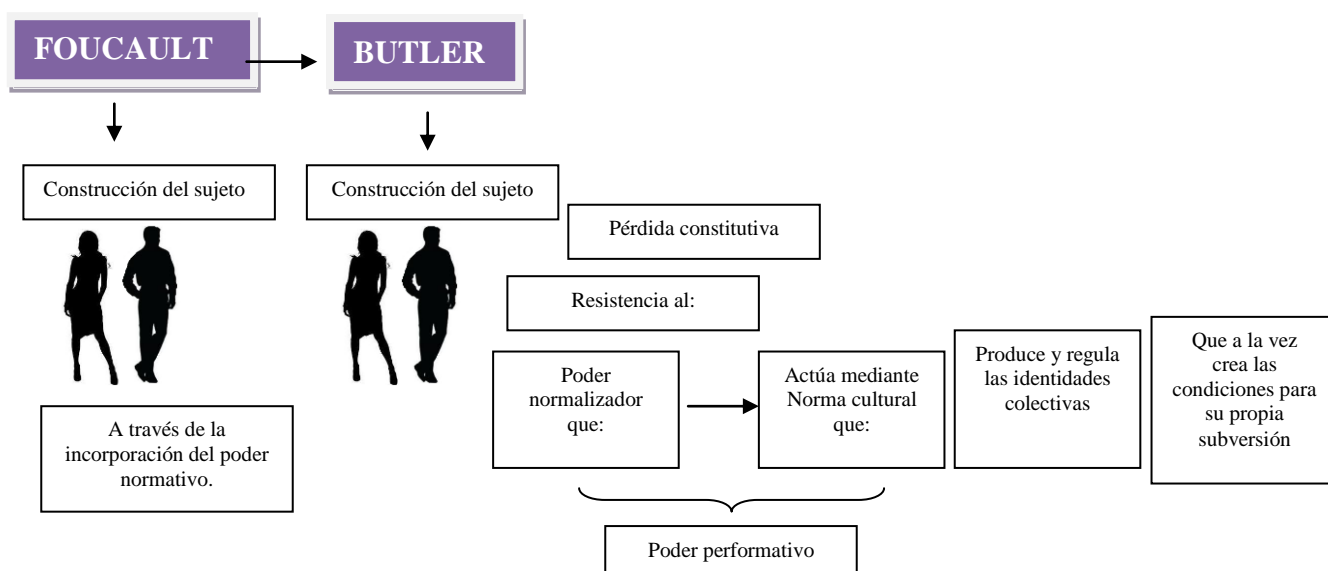 FOUCAULT
BUTLER
Construcción del sujeto
Construcción del sujeto
Pérdida constitutiva
Resistencia al:
A través de la
incorporación del poder
normativo.
Poder
normalizador
que:
Actúa mediante
Norma cultural
que:
Produce y regula
las identidades
colectivas
Que a la vez
crea las
condiciones para
su propia
subversión
Poder performativo